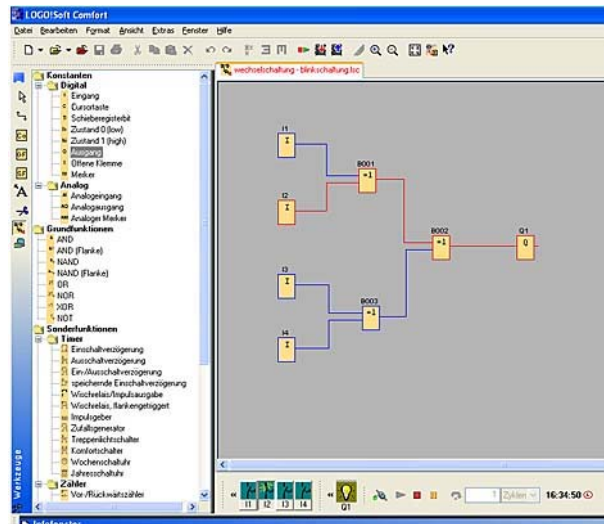 LOGO!Soft Comfort
Datei Bearbeiten Format Ansicht Extras Fenster Hilfe
wechselschaltung - blinkschaltung.lsc
Konstanten
Digital
Eingang
Cursortaste
Schieberegisterbit
Zustand 0 (low)
Zustand 1 (high)
Ausgang
Offene Klemme
Merker
Analog
Analogeingang
Analogausgang
Analoger Merker
Grundfunktionen
AND
AND (Flanke)
NAND
NAND (Flanke)
OR
NOR
XOR
NOT
Sonderfunktionen
Timer
Einschaltverzögerung
Ausschaltverzögerung
Ein-/Ausschaltverzögerung
speichernde Einschaltverzögerung
Wischrelais/Impulsausgabe
Wischrelais, flankengetriggert
Impulsgeber
Zufallsgenerator
Treppenlichtschalter
Komfortschalter
Wochenschaltuhr
Jahresschaltuhr
Zähler
Vor-/Rückwärtszähler
Werkzeuge
I1
I
B001
=1
I2
I
B002
=1
Q1
Q
I3
I
B003
=1
I4
I
I1 I2 I3 I4
Q1
1 Zyklen 16:34:50
Infofenster